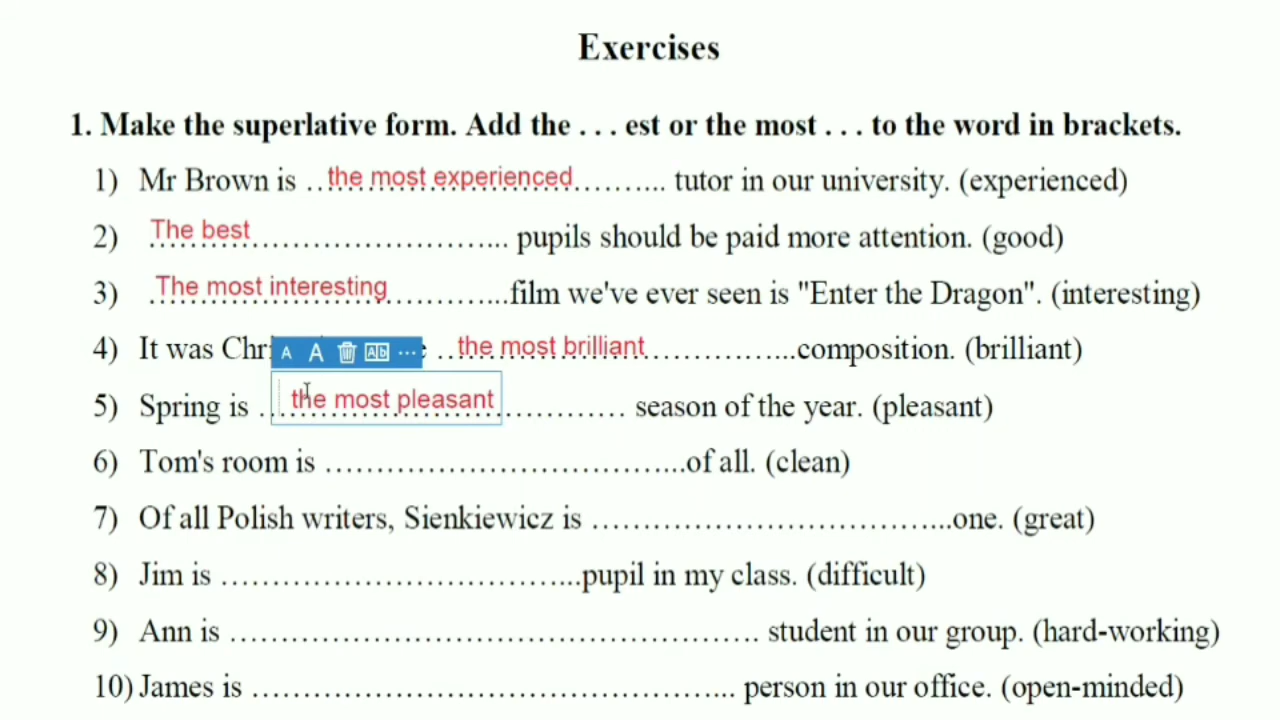 Exercises
1. Make the superlative form. Add the . . . est or the most . . . to the word in brackets.
1) Mr Brown is ..the most experienced.......... tutor in our university. (experienced)
2) The best............................ pupils should be paid more attention. (good)
3) .The most interesting..............film we've ever seen is "Enter the Dragon". (interesting)
4) It was Chr ...the most brilliant................composition. (brilliant)
A A Ab ...
5) Spring is ..the most pleasant............. season of the year. (pleasant)
6) Tom's room is ......................................of all. (clean)
7) Of all Polish writers, Sienkiewicz is ......................................one. (great)
8) Jim is ......................................pupil in my class. (difficult)
9) Ann is .................................................... student in our group. (hard-working)
10) James is ................................................ person in our office. (open-minded)